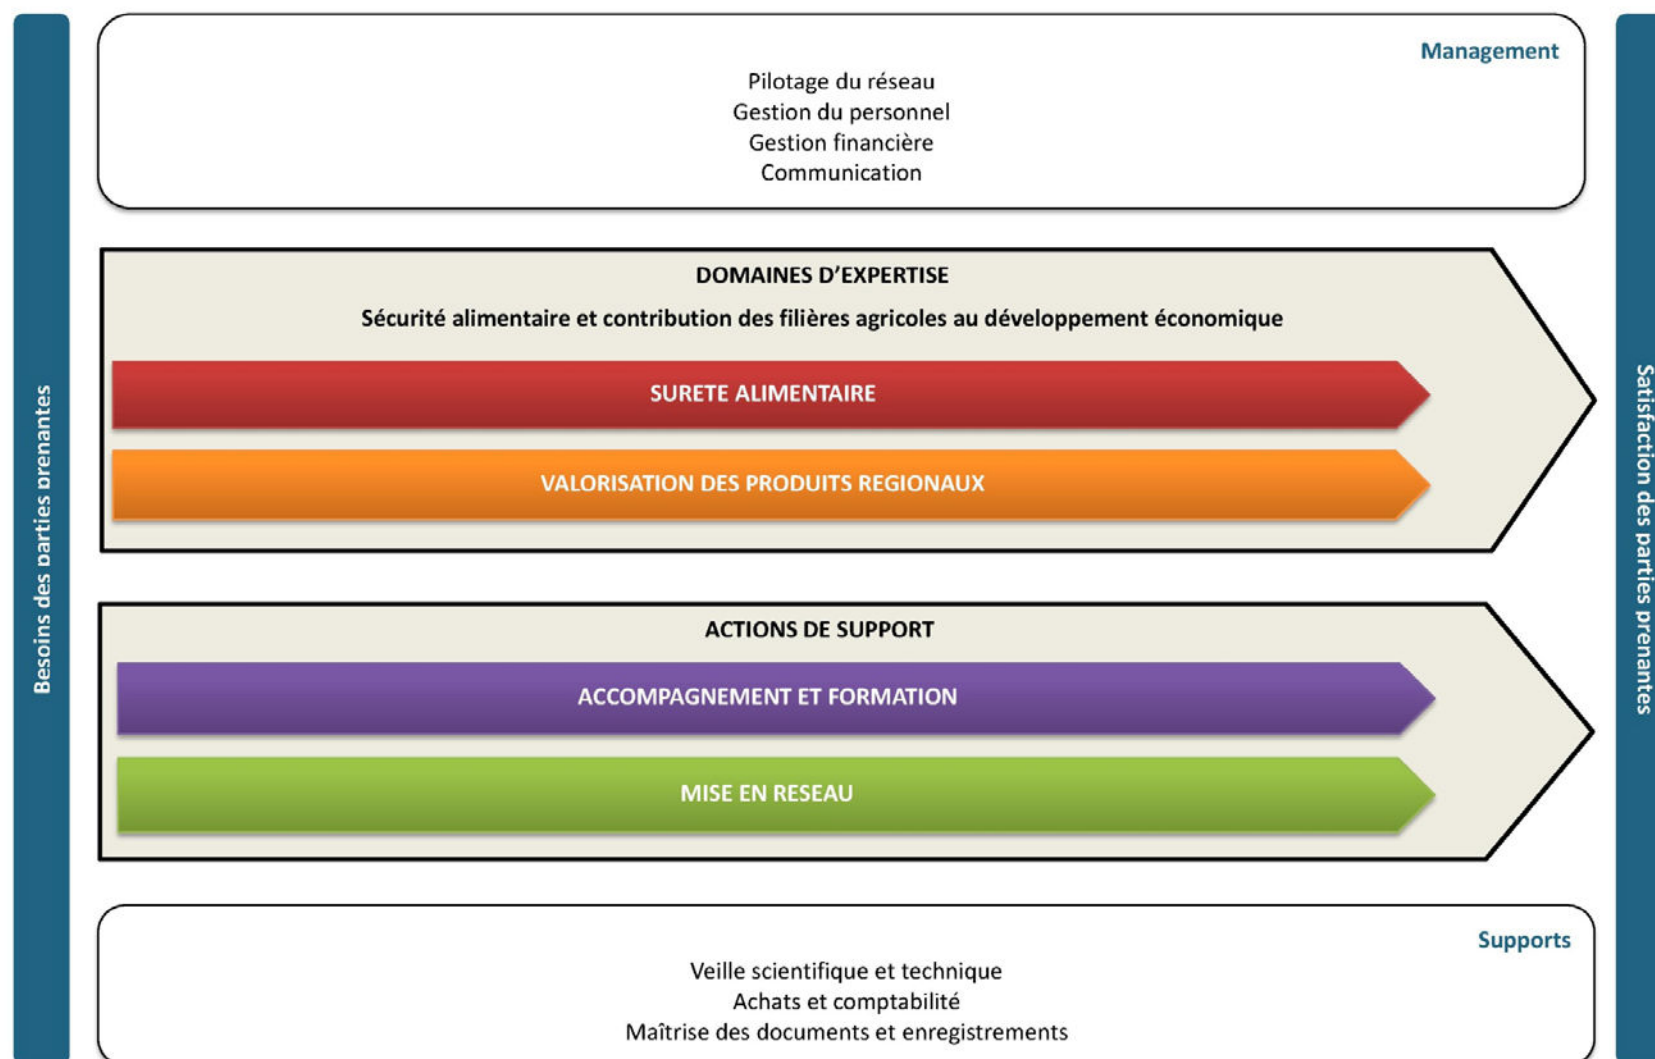 Besoins des parties prenantes
Management
Pilotage du réseau
Gestion du personnel
Gestion financière
Communication
DOMAINES D’EXPERTISE
Sécurité alimentaire et contribution des filières agricoles au développement économique
SURETE ALIMENTAIRE
VALORISATION DES PRODUITS REGIONAUX
ACTIONS DE SUPPORT
ACCOMPAGNEMENT ET FORMATION
MISE EN RESEAU
Supports
Veille scientifique et technique
Achats et comptabilité
Maîtrise des documents et enregistrements
Satisfaction des parties prenantes